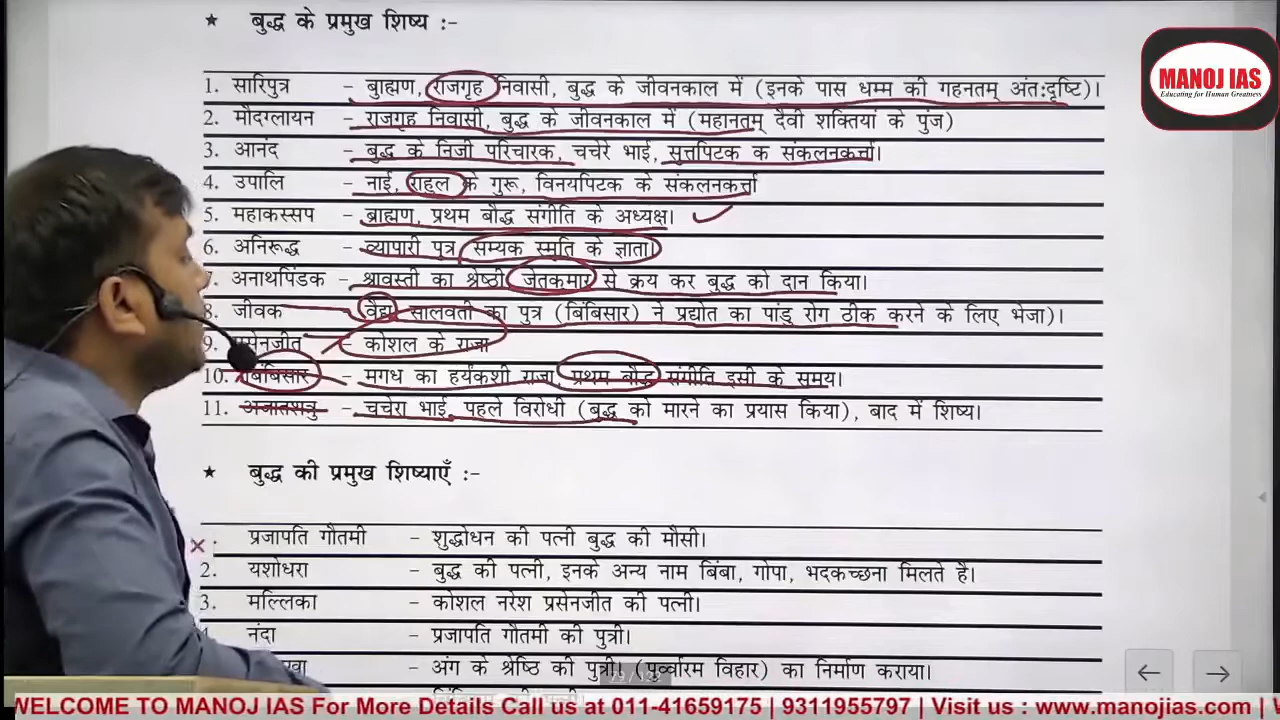 ★ बुद्ध के प्रमुख शिष्य :-
MANOJ IAS
Educating for Human Greatness
1. सारिपुत्र - ब्राह्मण, राजगृह निवासी, बुद्ध के जीवनकाल में (इनके पास धम्म की गहनतम् अंत:दृष्टि)।
2. मौदग्लायन - राजगृह निवासी, बुद्ध के जीवनकाल में (महानतम् दैवी शक्तियां के पुंज)
3. आनंद - बुद्ध के निजी परिचारक, चचेरे भाई, सुत्तपिटक क संकलनकर्त्ता।
4. उपालि - नाई, राहुल के गुरू, विनयपिटक के संकलनकर्त्ता
5. महाकस्सप - ब्राह्मण, प्रथम बौद्ध संगीति के अध्यक्ष।
6. अनिरूद्ध - व्यापारी पुत्र सम्यक स्मृति के ज्ञाता।
7. अनाथपिंडक - श्रावस्ती का श्रेष्ठी जेतकुमार से क्रय कर बुद्ध को दान किया।
8. जीवक - वैद्य सालवती का पुत्र (बिंबिसार) ने प्रद्योत का पांडु रोग ठीक करने के लिए भेजा)।
9. प्रसेनजीत - कोशल के राजा
10. बिंबिसार - मगध का हर्यंकशी राजा, प्रथम बौद्ध संगीति इसी के समय।
11. अजातशत्रु - चचेरा भाई, पहले विरोधी (बुद्ध को मारने का प्रयास किया), बाद में शिष्य।
★ बुद्ध की प्रमुख शिष्याएँ :-
प्रजापति गौतमी - शुद्धोधन की पत्नी बुद्ध की मौसी।
2. यशोधरा - बुद्ध की पत्नी, इनके अन्य नाम बिंबा, गोपा, भदकच्छना मिलते है।
3. मल्लिका - कोशल नरेश प्रसेनजीत की पत्नी।
नंदा - प्रजापति गौतमी की पुत्री।
- अंग के श्रेष्ठि की पुत्री। (पूर्व्वारम विहार) का निर्माण कराया।
WELCOME TO MANOJ IAS For More Details Call us at 011-41659175 | 9311955797 | Visit us : www.manojias.com |